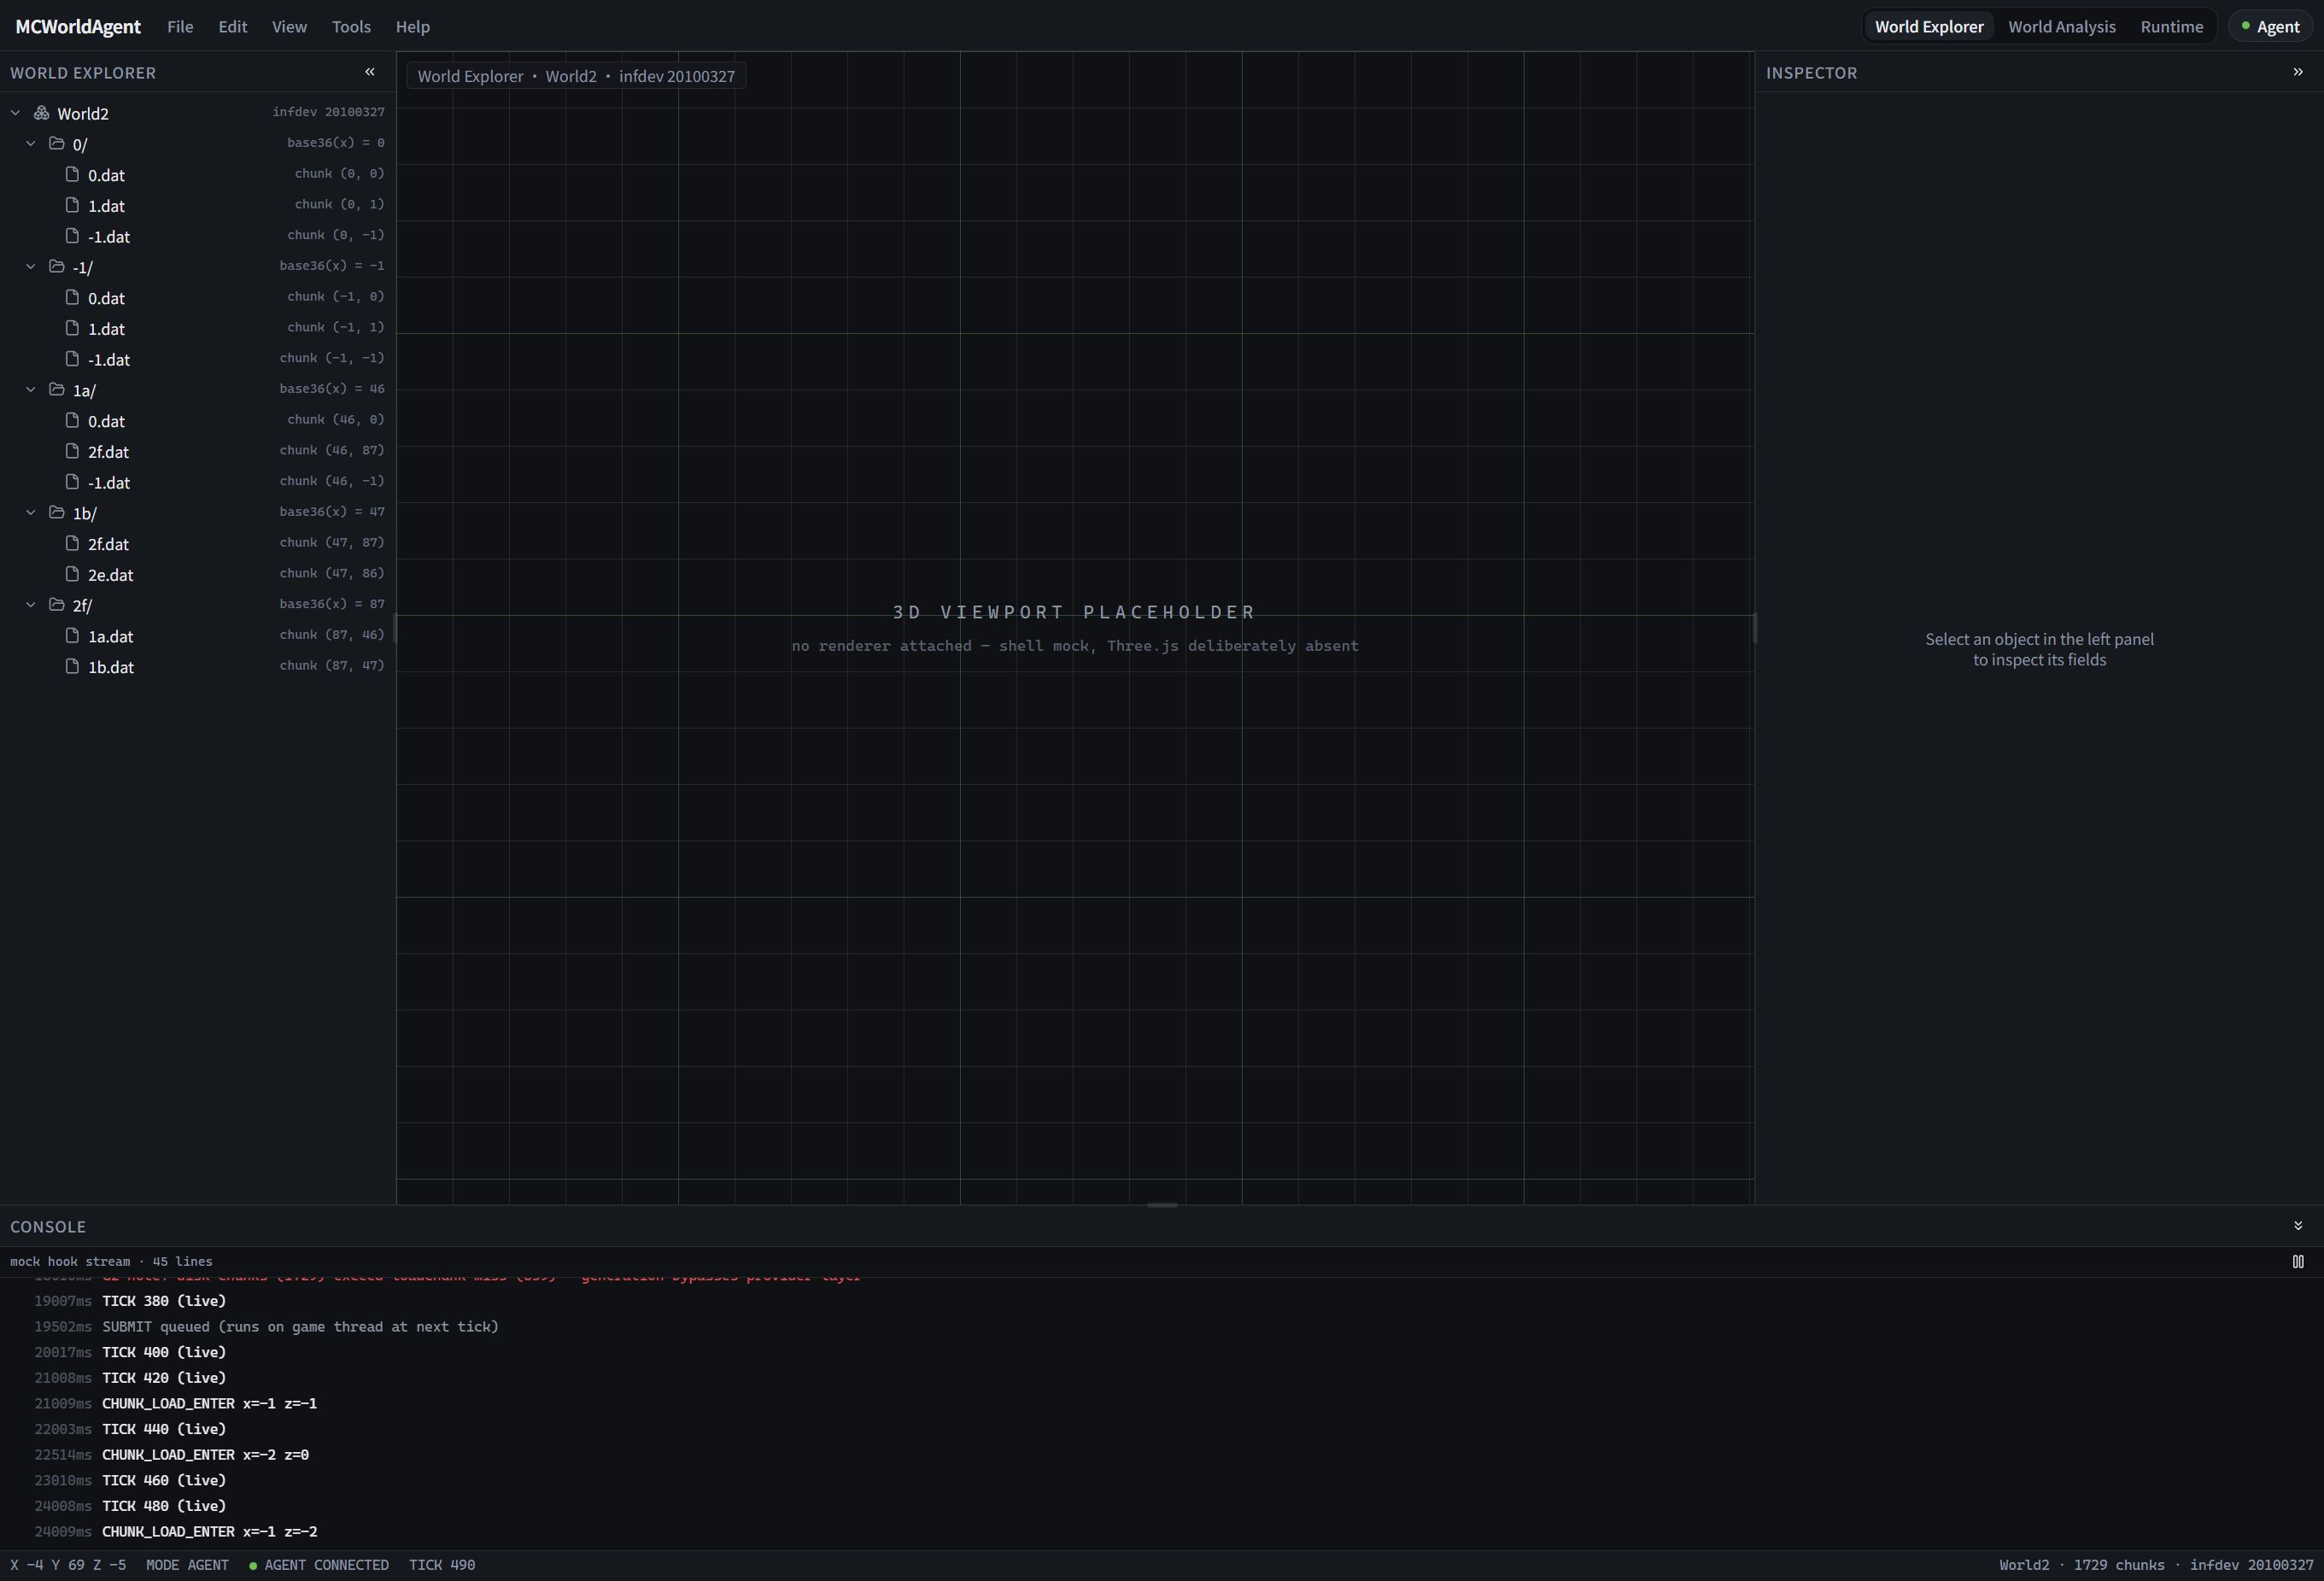 MCWorldAgent File Edit View Tools Help World Explorer World Analysis Runtime Agent
WORLD EXPLORER
World2 infdev 20100327
0/ base36(x) = 0
0.dat chunk (0, 0)
1.dat chunk (0, 1)
-1.dat chunk (0, −1)
-1/ base36(x) = −1
0.dat chunk (−1, 0)
1.dat chunk (−1, 1)
-1.dat chunk (−1, −1)
1a/ base36(x) = 46
0.dat chunk (46, 0)
2f.dat chunk (46, 87)
-1.dat chunk (46, −1)
1b/ base36(x) = 47
2f.dat chunk (47, 87)
2e.dat chunk (47, 86)
2f/ base36(x) = 87
1a.dat chunk (87, 46)
1b.dat chunk (87, 47)
World Explorer • World2 • infdev 20100327
3D VIEWPORT PLACEHOLDER
no renderer attached — shell mock, Three.js deliberately absent
INSPECTOR
Select an object in the left panel
to inspect its fields
CONSOLE
mock hook stream · 45 lines
19007ms TICK 380 (live)
19502ms SUBMIT queued (runs on game thread at next tick)
20017ms TICK 400 (live)
21008ms TICK 420 (live)
21009ms CHUNK_LOAD_ENTER x=−1 z=−1
22003ms TICK 440 (live)
22514ms CHUNK_LOAD_ENTER x=−2 z=0
23010ms TICK 460 (live)
24008ms TICK 480 (live)
24009ms CHUNK_LOAD_ENTER x=−1 z=−2
X −4 Y 69 Z −5 MODE AGENT AGENT CONNECTED TICK 490 World2 · 1729 chunks · infdev 20100327